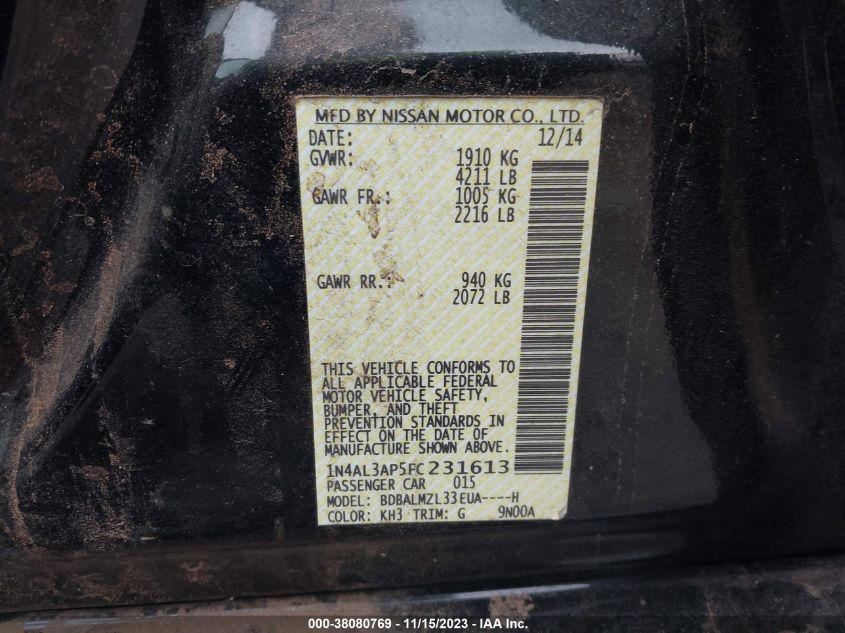 MFD BY NISSAN MOTOR CO., LTD.
DATE: 12/14
GVWR: 1910 KG
4211 LB
GAWR FR.: 1005 KG
2216 LB
GAWR RR.: 940 KG
2072 LB
THIS VEHICLE CONFORMS TO
ALL APPLICABLE FEDERAL
MOTOR VEHICLE SAFETY,
BUMPER, AND THEFT
PREVENTION STANDARDS IN
EFFECT ON THE DATE OF
MANUFACTURE SHOWN ABOVE.
1N4AL3AP5FC231613
PASSENGER CAR 015
MODEL: BDBALMZL33EUA----H
COLOR: KH3 TRIM: G 9N00A
000-38080769 - 11/15/2023 - IAA Inc.